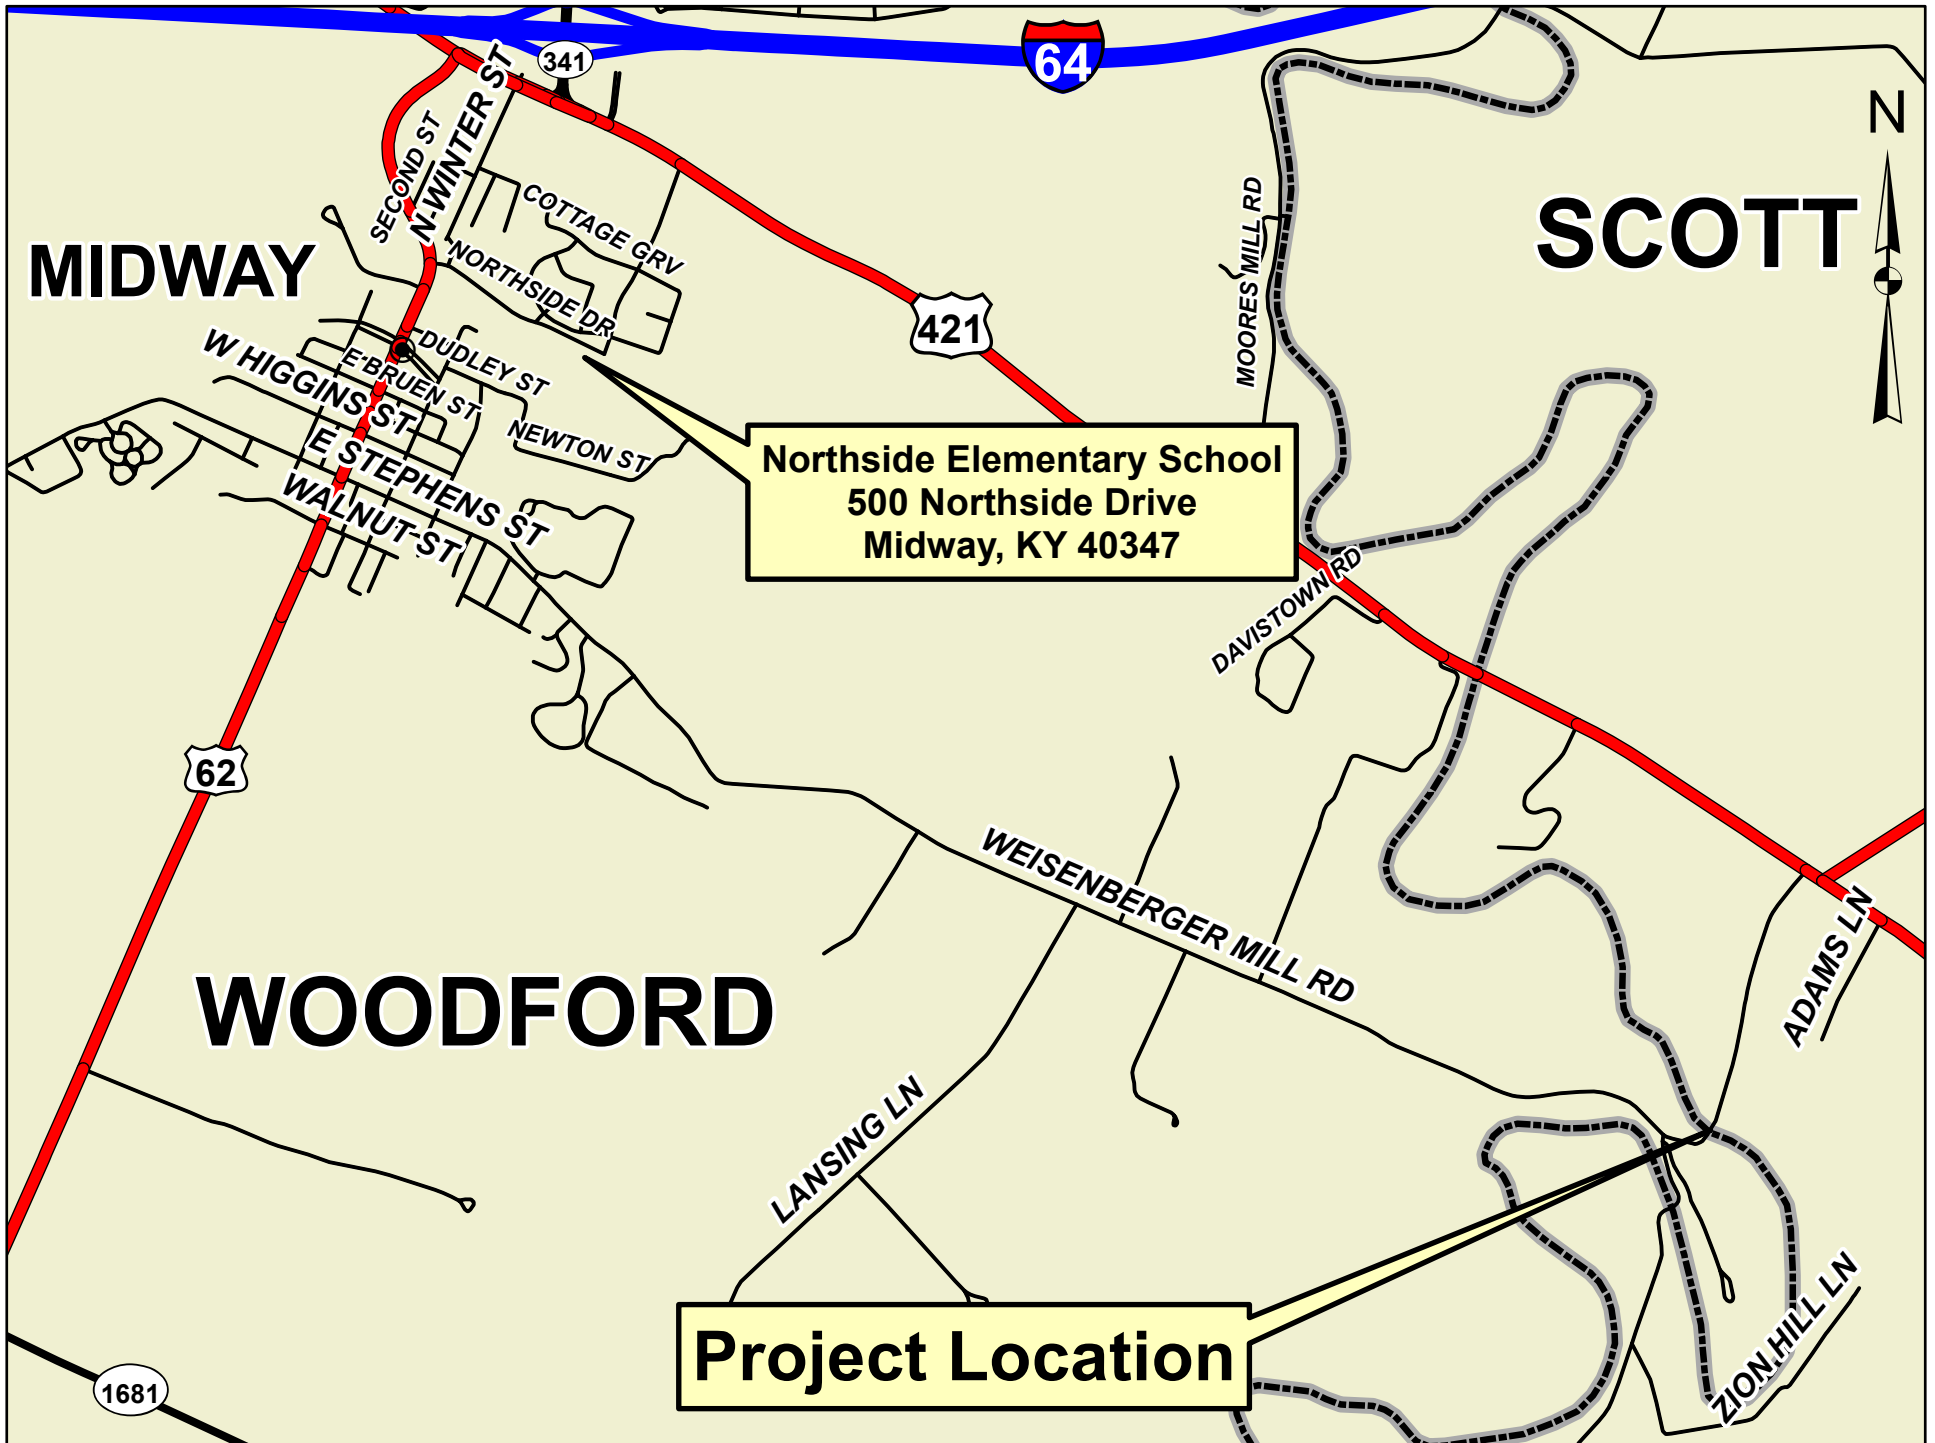 341
64
N
N WINTER ST
SECOND ST
COTTAGE GRV
MOORES MILL RD
SCOTT
MIDWAY
NORTHSIDE DR
421
DUDLEY ST
W HIGGINS ST
E BRUEN ST
NEWTON ST
E STEPHENS ST
WALNUT ST
Northside Elementary School
500 Northside Drive
Midway, KY 40347
DAVISTOWN RD
62
WEISENBERGER MILL RD
ADAMS LN
WOODFORD
LANSING LN
ZION HILL LN
Project Location
1681